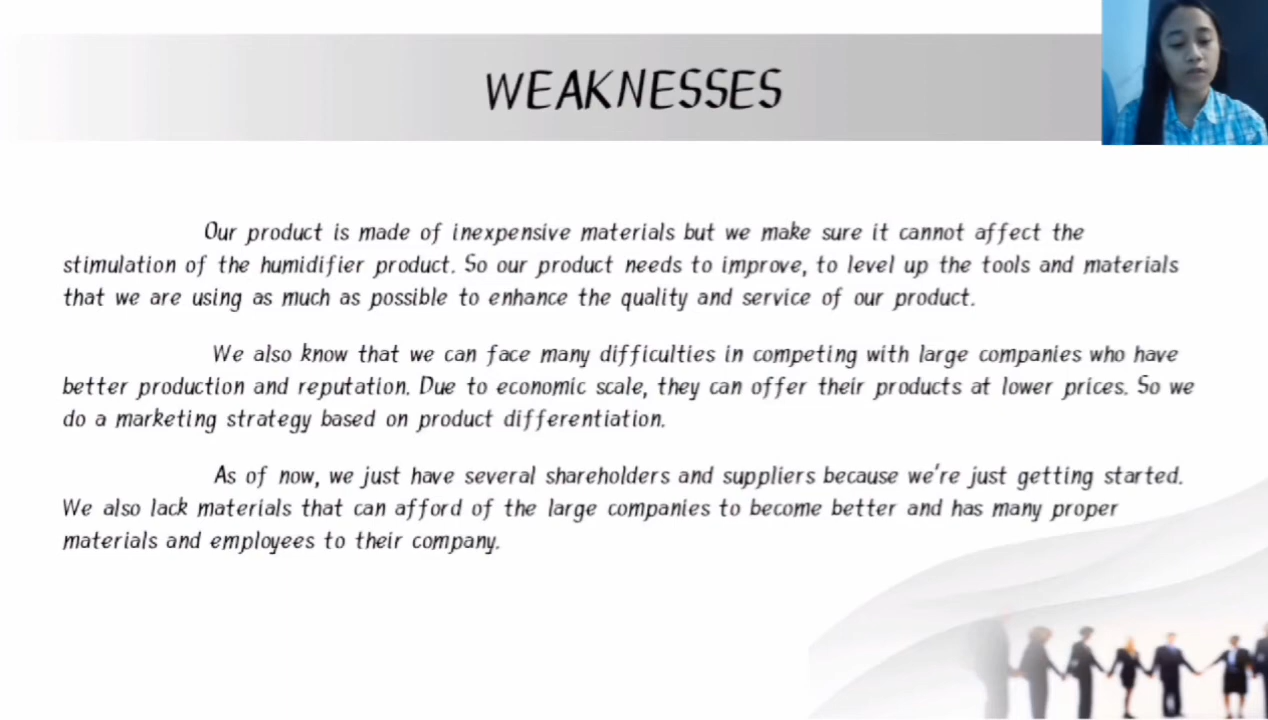 WEAKNESSES
Our product is made of inexpensive materials but we make sure it cannot affect the
stimulation of the humidifier product. So our product needs to improve, to level up the tools and materials
that we are using as much as possible to enhance the quality and service of our product.
We also know that we can face many difficulties in competing with large companies who have
better production and reputation. Due to economic scale, they can offer their products at lower prices. So we
do a marketing strategy based on product differentiation.
As of now, we just have several shareholders and suppliers because we're just getting started.
We also lack materials that can afford of the large companies to become better and has many proper
materials and employees to their company.